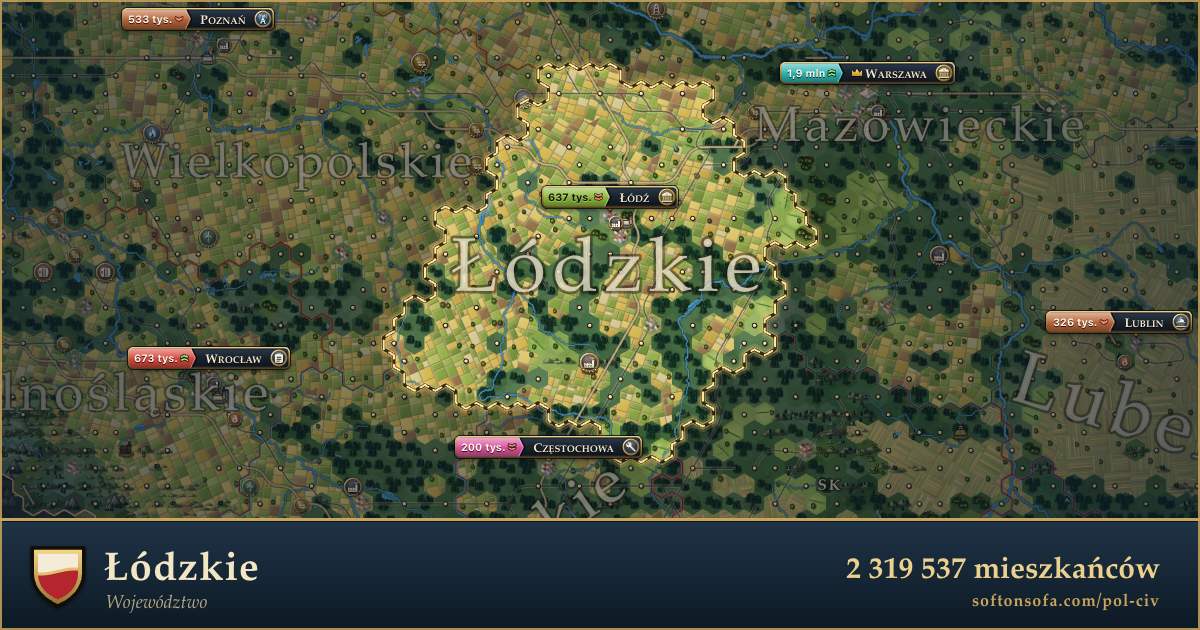 533 tys. POZNAŃ
1,9 mln WARSZAWA
Mazowieckie
Wielkopolskie
637 tys. ŁÓDŹ
Łódzkie
326 tys. LUBLIN
673 tys. WROCŁAW
lnośląskie
Lube
200 tys. CZĘSTOCHOWA
kie
SK
Łódzkie
Województwo
2 319 537 mieszkańców
softonsofa.com/pol-civ